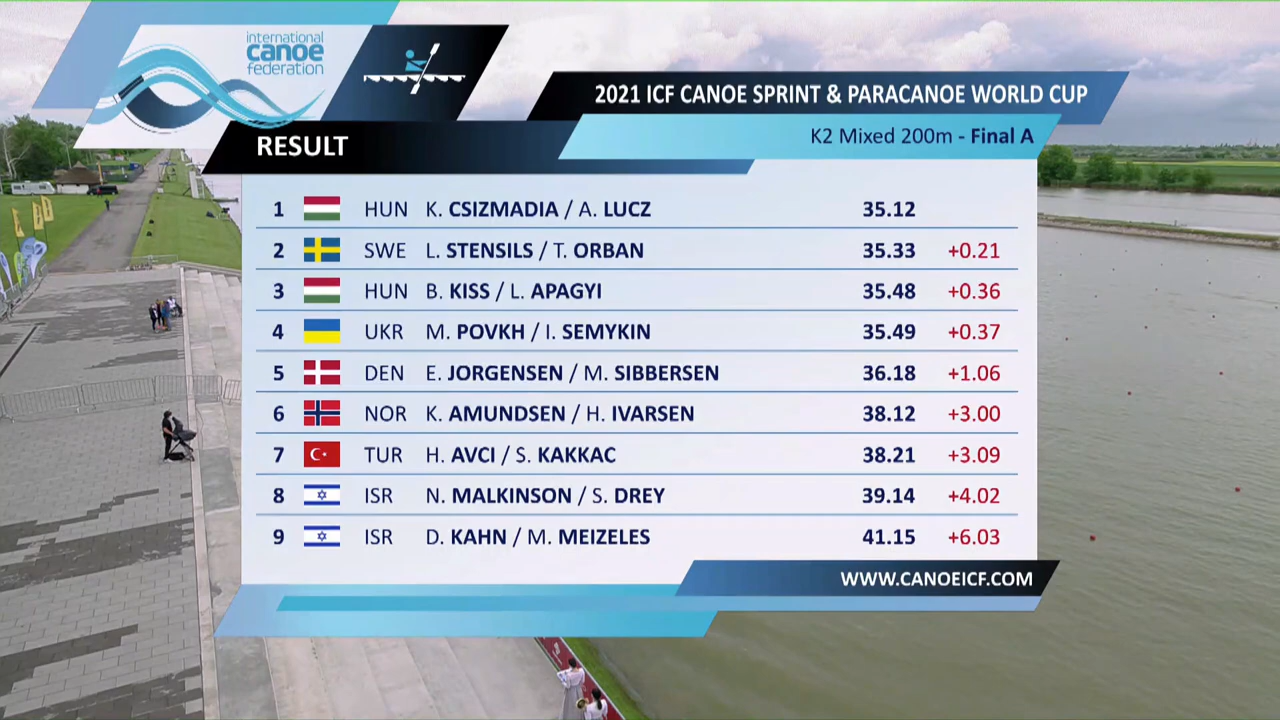 international
canoe
federation
2021 ICF CANOE SPRINT & PARACANOE WORLD CUP
K2 Mixed 200m - Final A
RESULT
1 HUN K. CSIZMADIA / A. LUCZ 35.12
2 SWE L. STENSILS / T. ORBAN 35.33 +0.21
3 HUN B. KISS / L. APAGYI 35.48 +0.36
4 UKR M. POVKH / I. SEMYKIN 35.49 +0.37
5 DEN E. JORGENSEN / M. SIBBERSEN 36.18 +1.06
6 NOR K. AMUNDSEN / H. IVARSEN 38.12 +3.00
7 TUR H. AVCI / S. KAKKAC 38.21 +3.09
8 ISR N. MALKINSON / S. DREY 39.14 +4.02
9 ISR D. KAHN / M. MEIZELES 41.15 +6.03
WWW.CANOEICF.COM